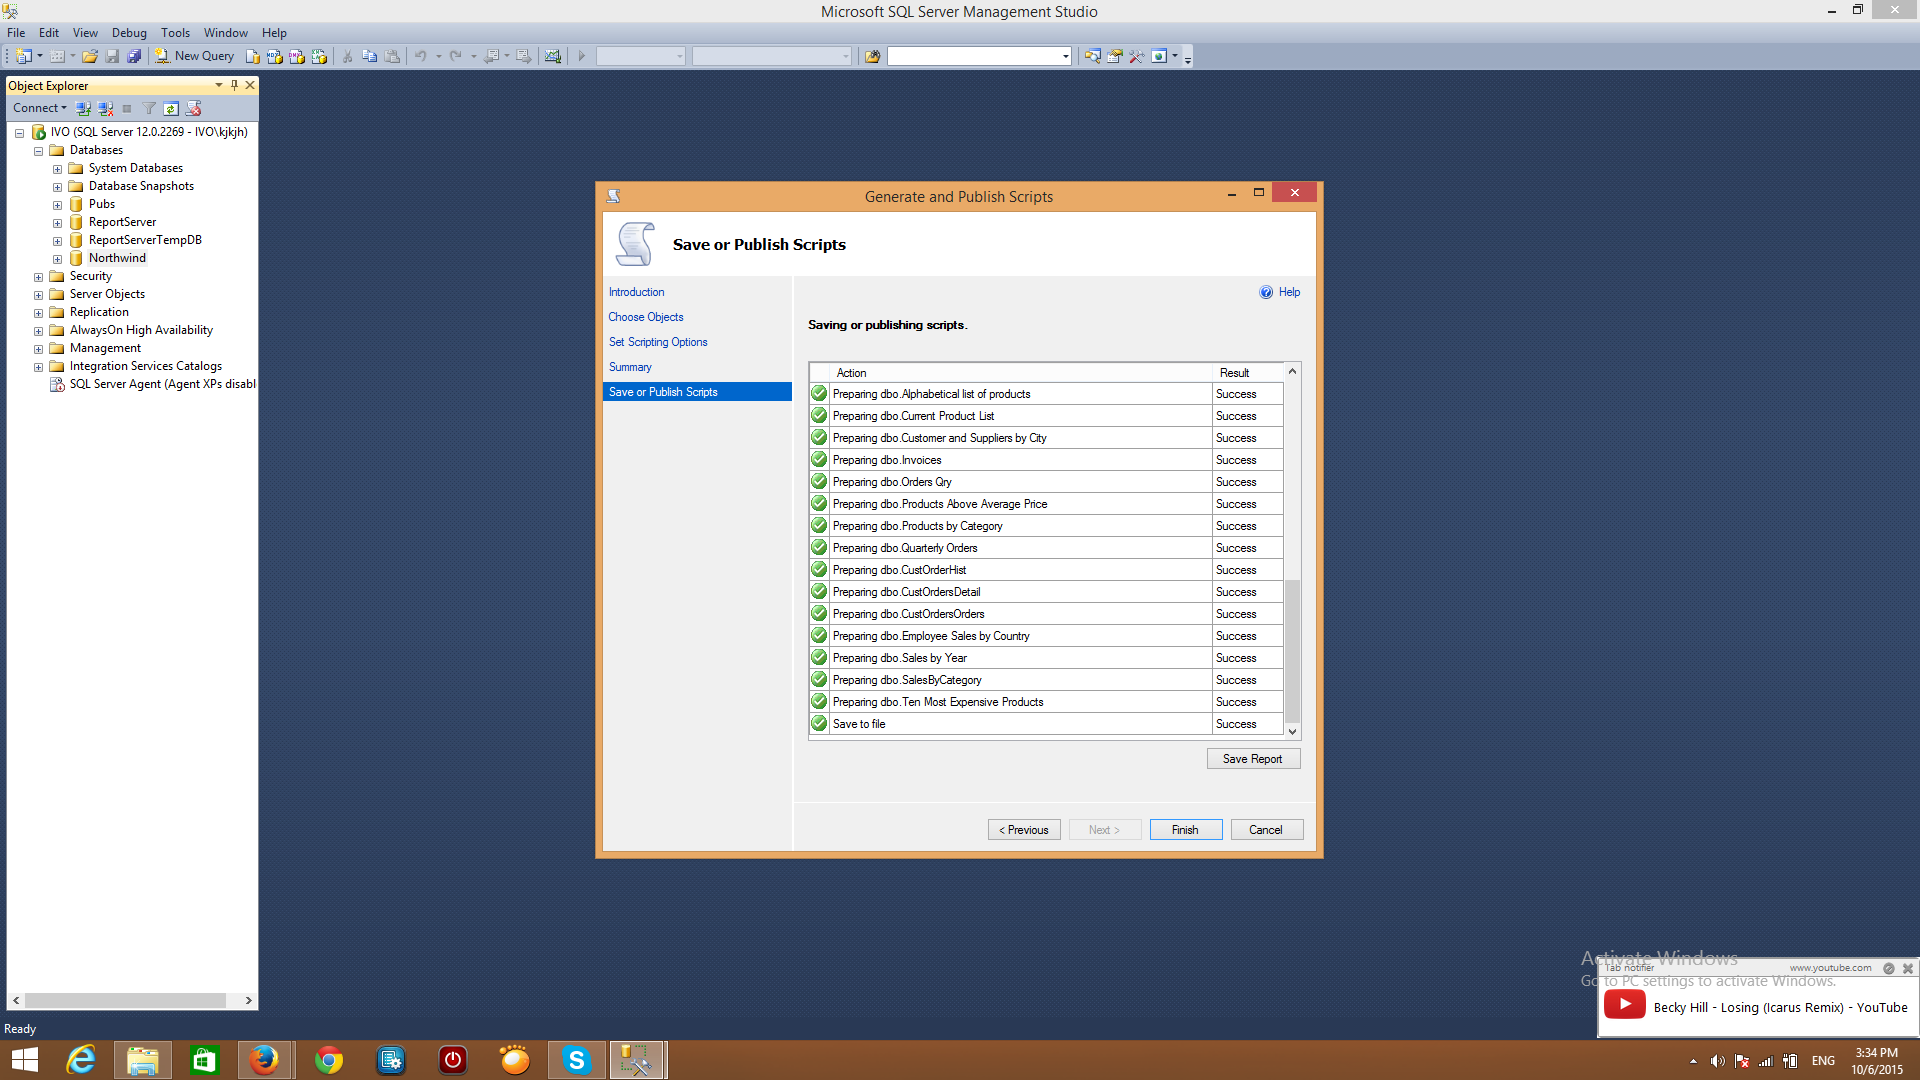 Microsoft SQL Server Management Studio
File Edit View Debug Tools Window Help
New Query
Object Explorer
Connect
IVO (SQL Server 12.0.2269 - IVO\kjkjh)
Databases
System Databases
Database Snapshots
Pubs
ReportServer
ReportServerTempDB
Northwind
Security
Server Objects
Replication
AlwaysOn High Availability
Management
Integration Services Catalogs
SQL Server Agent (Agent XPs disabl
Generate and Publish Scripts
Save or Publish Scripts
Introduction
Choose Objects
Set Scripting Options
Summary
Save or Publish Scripts
Help
Saving or publishing scripts.
Action Result
Preparing dbo.Alphabetical list of products Success
Preparing dbo.Current Product List Success
Preparing dbo.Customer and Suppliers by City Success
Preparing dbo.Invoices Success
Preparing dbo.Orders Qry Success
Preparing dbo.Products Above Average Price Success
Preparing dbo.Products by Category Success
Preparing dbo.Quarterly Orders Success
Preparing dbo.CustOrderHist Success
Preparing dbo.CustOrdersDetail Success
Preparing dbo.CustOrdersOrders Success
Preparing dbo.Employee Sales by Country Success
Preparing dbo.Sales by Year Success
Preparing dbo.SalesByCategory Success
Preparing dbo.Ten Most Expensive Products Success
Save to file Success
Save Report
< Previous Next > Finish Cancel
Activate Windows
Go to PC settings to activate Windows.
Tab notifier www.youtube.com
Becky Hill - Losing (Icarus Remix) - YouTube
Ready
ENG
3:34 PM
10/6/2015